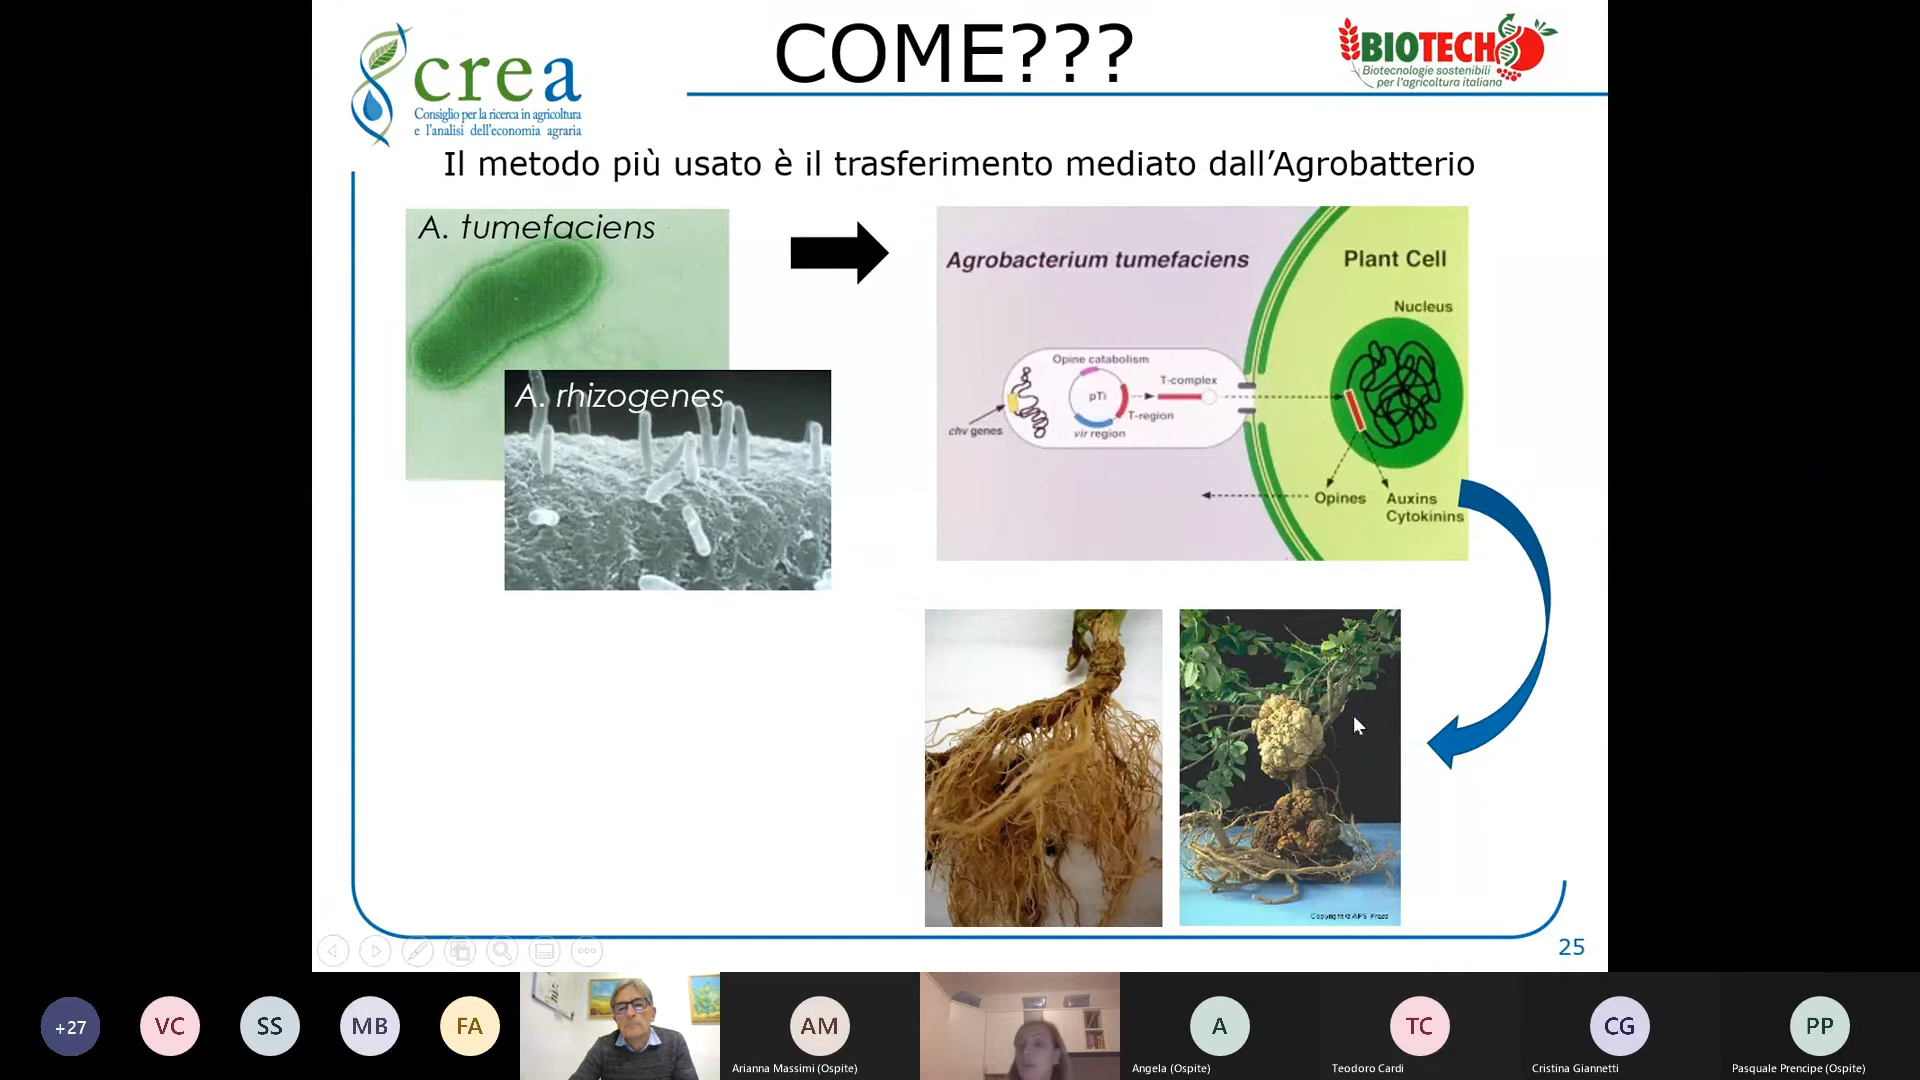 COME???
crea
Consiglio per la ricerca in agricoltura
e l'analisi dell'economia agraria
BIOTECH
Biotecnologie sostenibili
per l'agricoltura italiana
Il metodo più usato è il trasferimento mediato dall’Agrobatterio
A. tumefaciens
A. rhizogenes
Agrobacterium tumefaciens
Plant Cell
Nucleus
Opine catabolism
T-complex
pTi
T-region
chv genes
vir region
Opines
Auxins
Cytokinins
Copyright © APS Press
25
+27
VC
SS
MB
FA
AM
Arianna Massimi (Ospite)
A
Angela (Ospite)
TC
Teodoro Cardi
CG
Cristina Giannetti
PP
Pasquale Prencipe (Ospite)